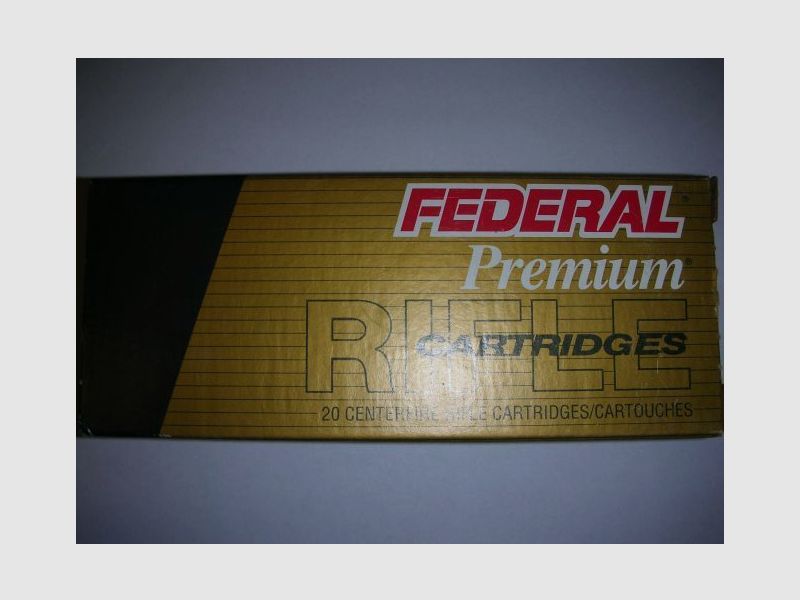 FEDERAL®
Premium®
RIFLE
CARTRIDGES
20 CENTERFIRE RIFLE CARTRIDGES/CARTOUCHES